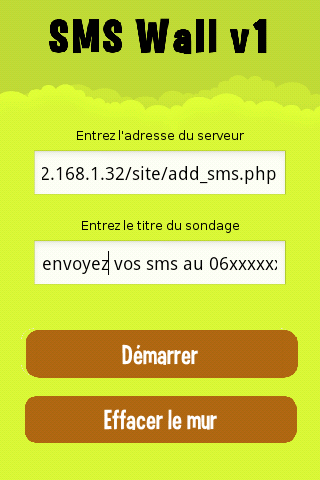 SMS Wall v1
Entrez l'adresse du serveur
2.168.1.32/site/add_sms.php
Entrez le titre du sondage
envoyez vos sms au 06xxxxxx
Démarrer
Effacer le mur